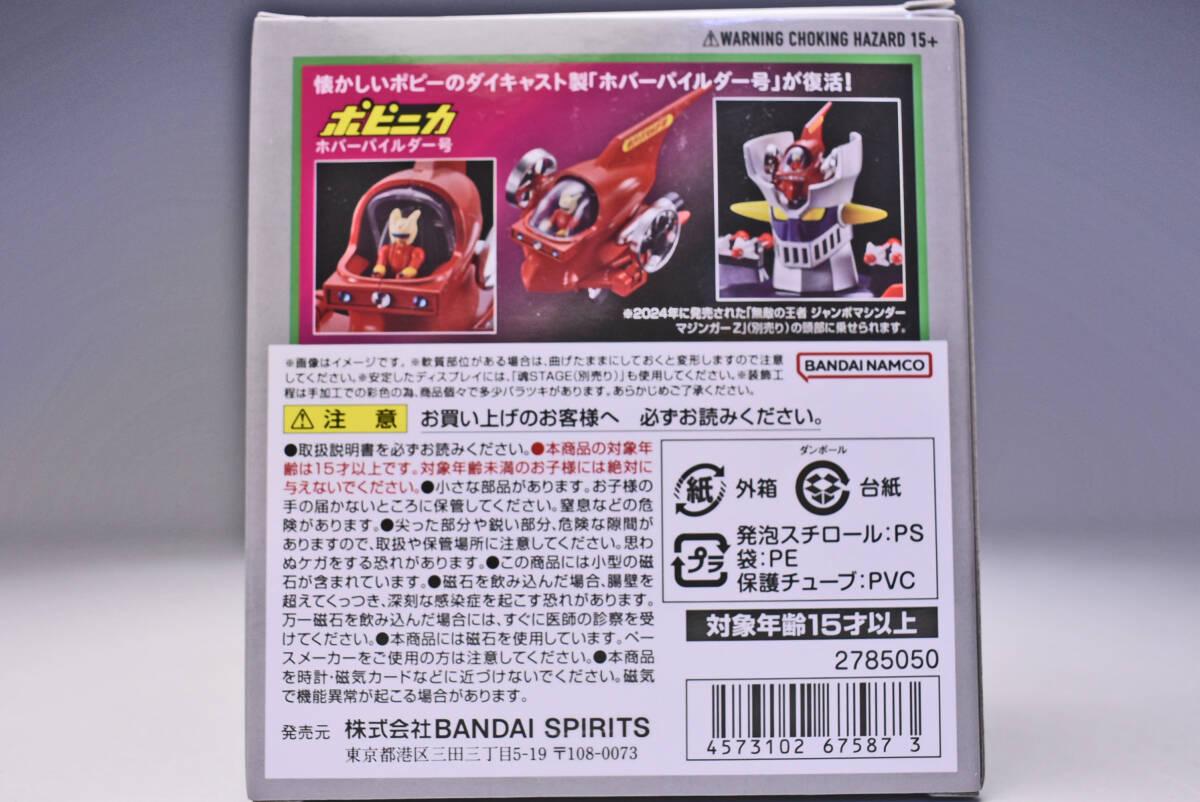 ⚠WARNING CHOKING HAZARD 15+
懐かしいポピーのダイキャスト製「ホバーパイルダー号」が復活!
ポピニカ
ホバーパイルダー号
※2024年に発売された「無敵の王者 ジャンボマシンダー
マジンガーZ」(別売り)の頭部に乗せられます。
※画像はイメージです。 ※軟質部位がある場合は、曲げたままにしておくと変形しますので注意
してください。※安定したディスプレイには、「魂STAGE(別売り)」も使用してください。※装飾工
程は手加工での彩色の為、商品個々で多少バラツキがあります。あらかじめご了承ください。
BANDAI NAMCO
⚠注 意 お買い上げのお客様へ 必ずお読みください。
●取扱説明書を必ずお読みください。●本商品の対象年
齢は15才以上です。対象年齢未満のお子様には絶対に
与えないでください。●小さな部品があります。お子様の
手の届かないところに保管してください。窒息などの危
険があります。●尖った部分や鋭い部分、危険な隙間が
ありますので、取扱や保管場所に注意してください。思わ
ぬケガをする恐れがあります。●この商品には小型の磁
石が含まれています。●磁石を飲み込んだ場合、腸壁を
超えてくっつき、深刻な感染症を起こす恐れがあります。
万一磁石を飲み込んだ場合には、すぐに医師の診察を受
けてください。●本商品には磁石を使用しています。ペー
スメーカーをご使用の方は注意してください。●本商品
を時計・磁気カードなどに近づけないでください。磁気
で機能異常が起こる場合があります。
発売元 株式会社BANDAI SPIRITS
東京都港区三田三丁目5-19 〒108-0073
ダンボール
紙 外箱 台紙
プラ
発泡スチロール:PS
袋:PE
保護チューブ:PVC
対象年齢15才以上
2785050
4573102 67587 3